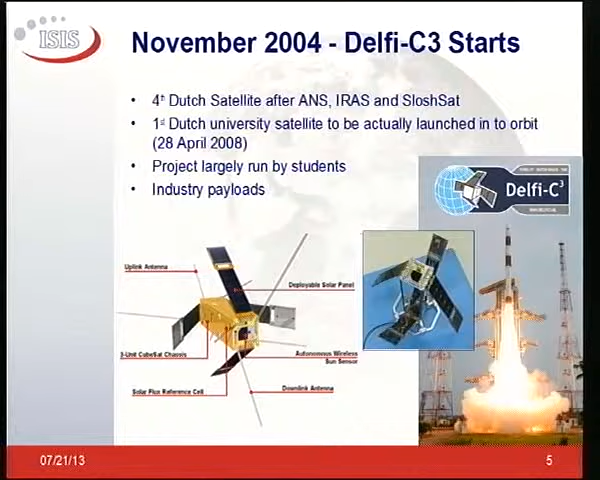 ISIS
November 2004 - Delfi-C3 Starts
• 4th Dutch Satellite after ANS, IRAS and SloshSat
• 1st Dutch university satellite to be actually launched in to orbit
(28 April 2008)
• Project largely run by students
• Industry payloads
Delfi-C3
Uplink Antenna
Deployable Solar Panel
3-Unit CubeSat Chassis
Autonomous Wireless
Sun Sensor
Solar Flux Reference Cell
Downlink Antenna
07/21/13
5